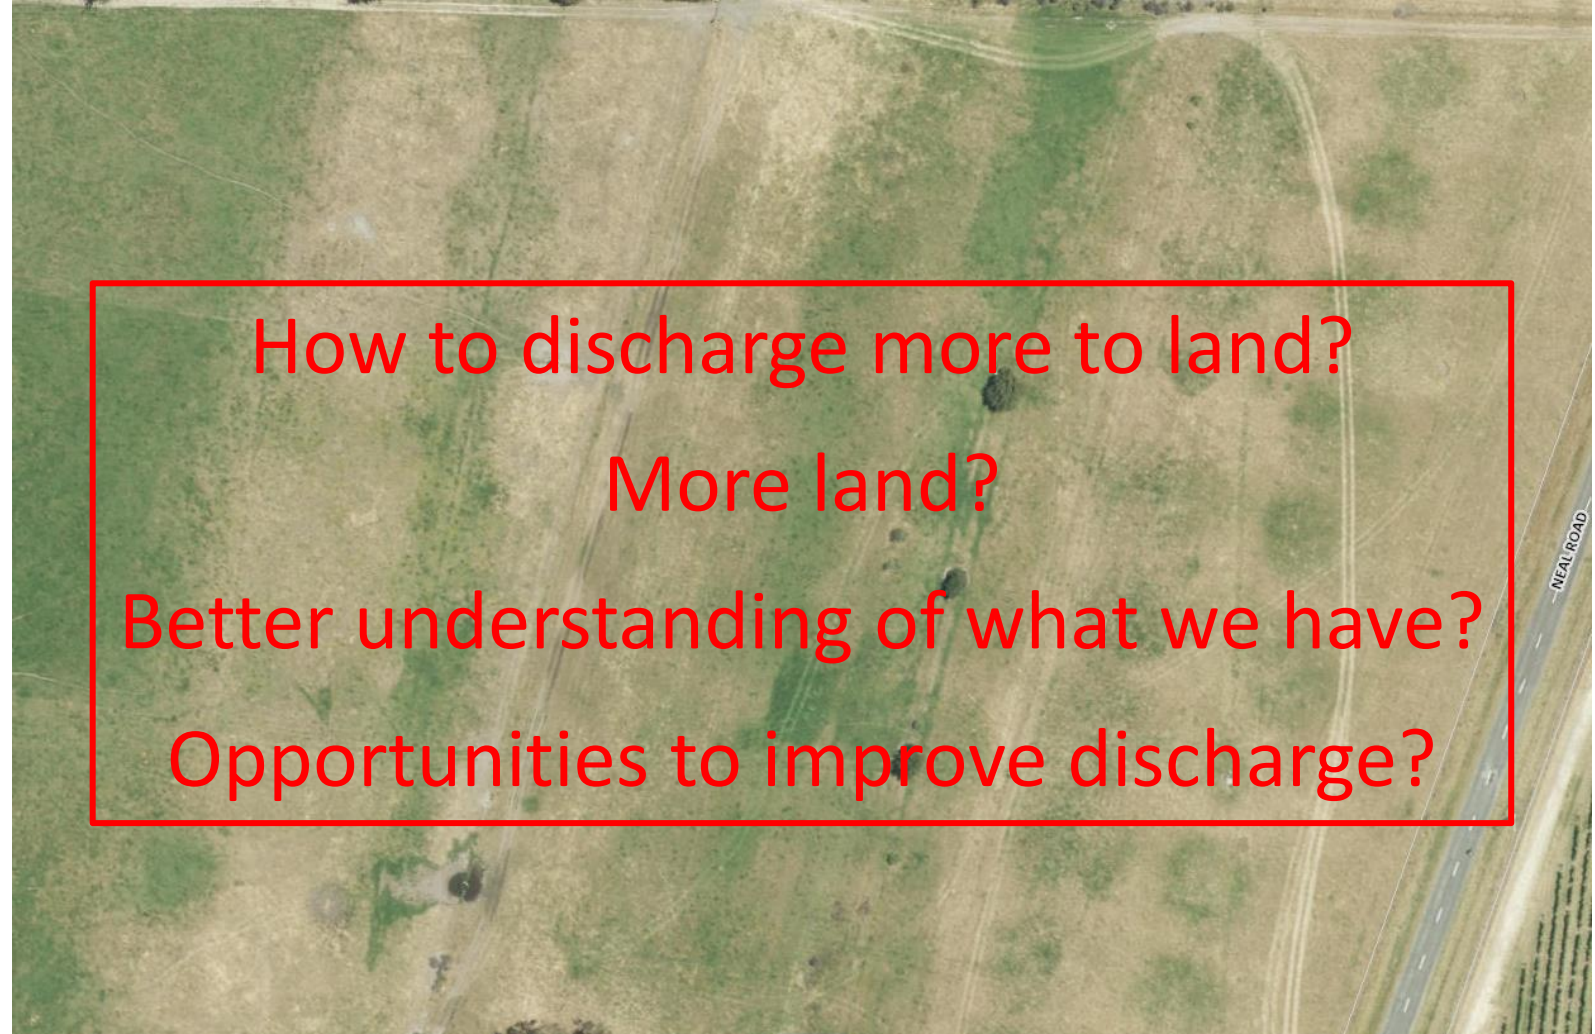 How to discharge more to land?
More land?
Better understanding of what we have?
Opportunities to improve discharge?
NEAL ROAD